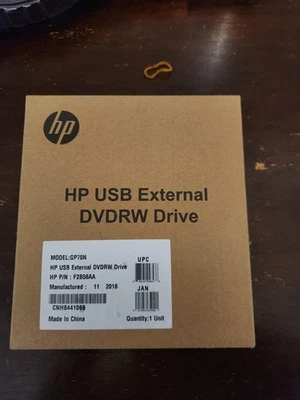 hp
HP USB External
DVDRW Drive
MODEL:GP70N
UPC
HP USB External DVDRW Drive
HP P/N : F2B56AA
Manufactured : 11 2018
JAN
CNH8441069
Made In China
Quantity:1 Unit